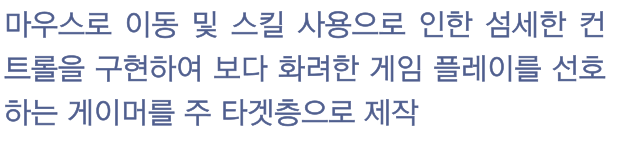 마우스로 이동 및 스킬 사용으로 인한 섬세한 컨
트롤을 구현하여 보다 화려한 게임 플레이를 선호
하는 게이머를 주 타겟층으로 제작